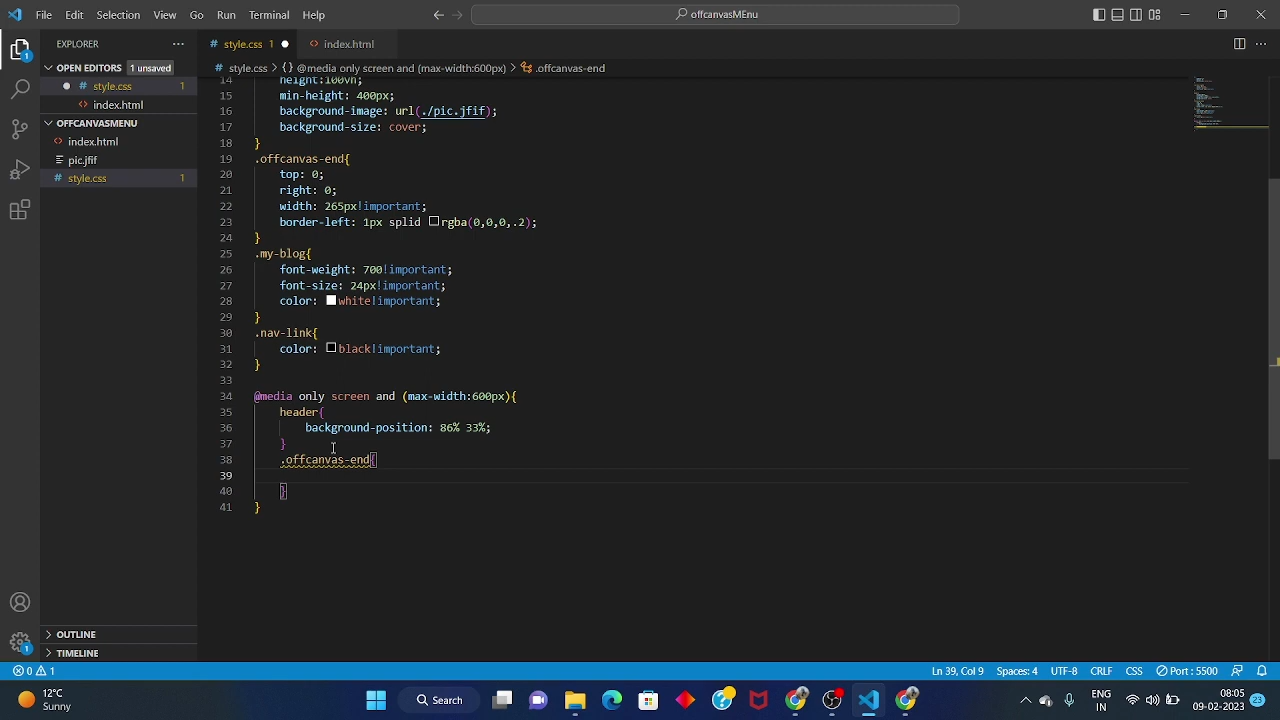 File Edit Selection View Go Run Terminal Help
offcanvasMEnu
EXPLORER
style.css 1
index.html
OPEN EDITORS 1 unsaved
style.css > {} @media only screen and (max-width:600px) > .offcanvas-end
style.css 1
index.html
OFFCANVASMENU
index.html
pic.jfif
style.css 1
14 height:100vh;
15 min-height: 400px;
16 background-image: url(./pic.jfif);
17 background-size: cover;
18 }
19 .offcanvas-end{
20 top: 0;
21 right: 0;
22 width: 265px!important;
23 border-left: 1px splid rgba(0,0,0,.2);
24 }
25 .my-blog{
26 font-weight: 700!important;
27 font-size: 24px!important;
28 color: white!important;
29 }
30 .nav-link{
31 color: black!important;
32 }
33
34 @media only screen and (max-width:600px){
35 header{
36 background-position: 86% 33%;
37 }
38 .offcanvas-end{
39
40 }
41 }
OUTLINE
TIMELINE
0 1
Ln 39, Col 9 Spaces: 4 UTF-8 CRLF CSS Port : 5500
12°C
Sunny
Search
ENG
IN
08:05
09-02-2023
23